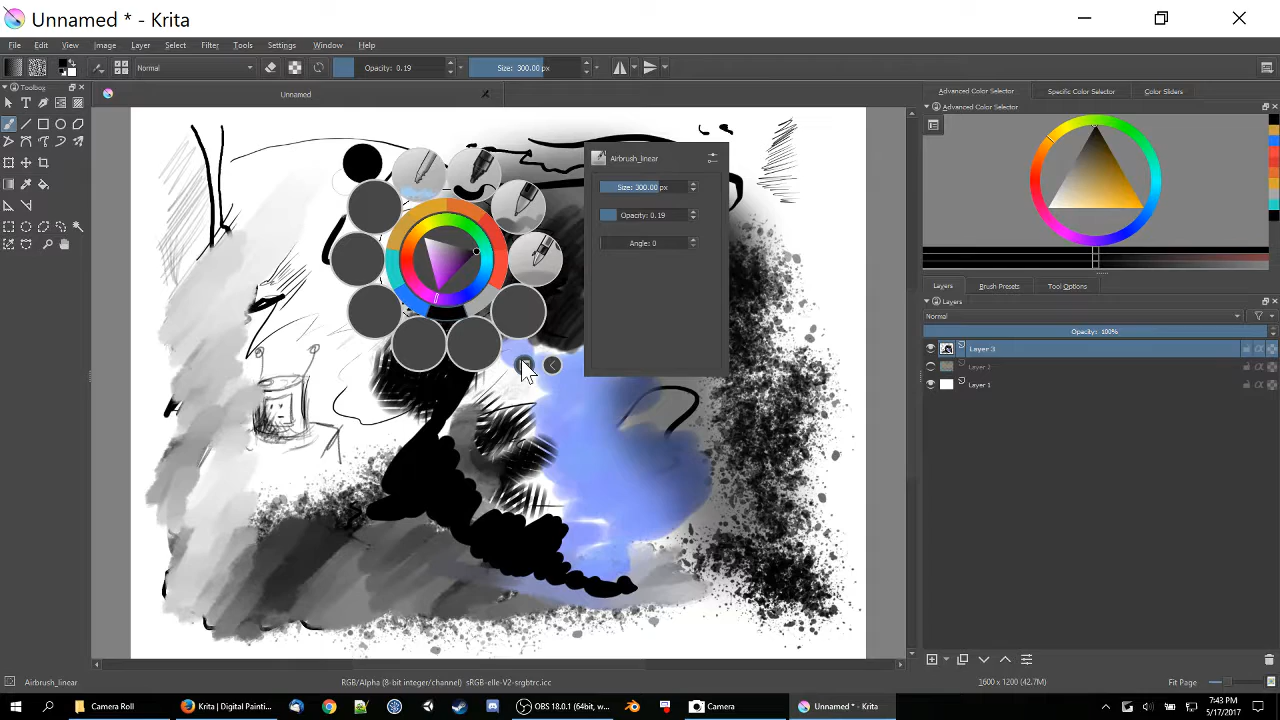 Unnamed * - Krita
File Edit View Image Layer Select Filter Tools Settings Window Help
Normal Opacity: 0.19 Size: 300.00 px
Toolbox
Unnamed
Advanced Color Selector Specific Color Selector Color Sliders
Advanced Color Selector
Airbrush_linear
Size: 300.00 px
Opacity: 0.19
Angle: 0
Layers Brush Presets Tool Options
Layers
Normal
Opacity: 100%
Layer 3
Layer 2
Layer 1
Airbrush_linear RGB/Alpha (8-bit integer/channel) sRGB-elle-V2-srgbtrc.icc 1600 x 1200 (42.7M) Fit Page
Camera Roll Krita | Digital Painti... OBS 18.0.1 (64bit, w... Camera Unnamed * - Krita 7:43 PM
5/17/2017